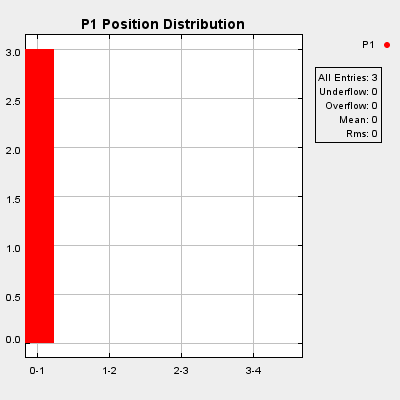 P1 Position Distribution
P1
All Entries: 3
Underflow: 0
Overflow: 0
Mean: 0
Rms: 0
3.0
2.5
2.0
1.5
1.0
0.5
0.0
0-1 1-2 2-3 3-4